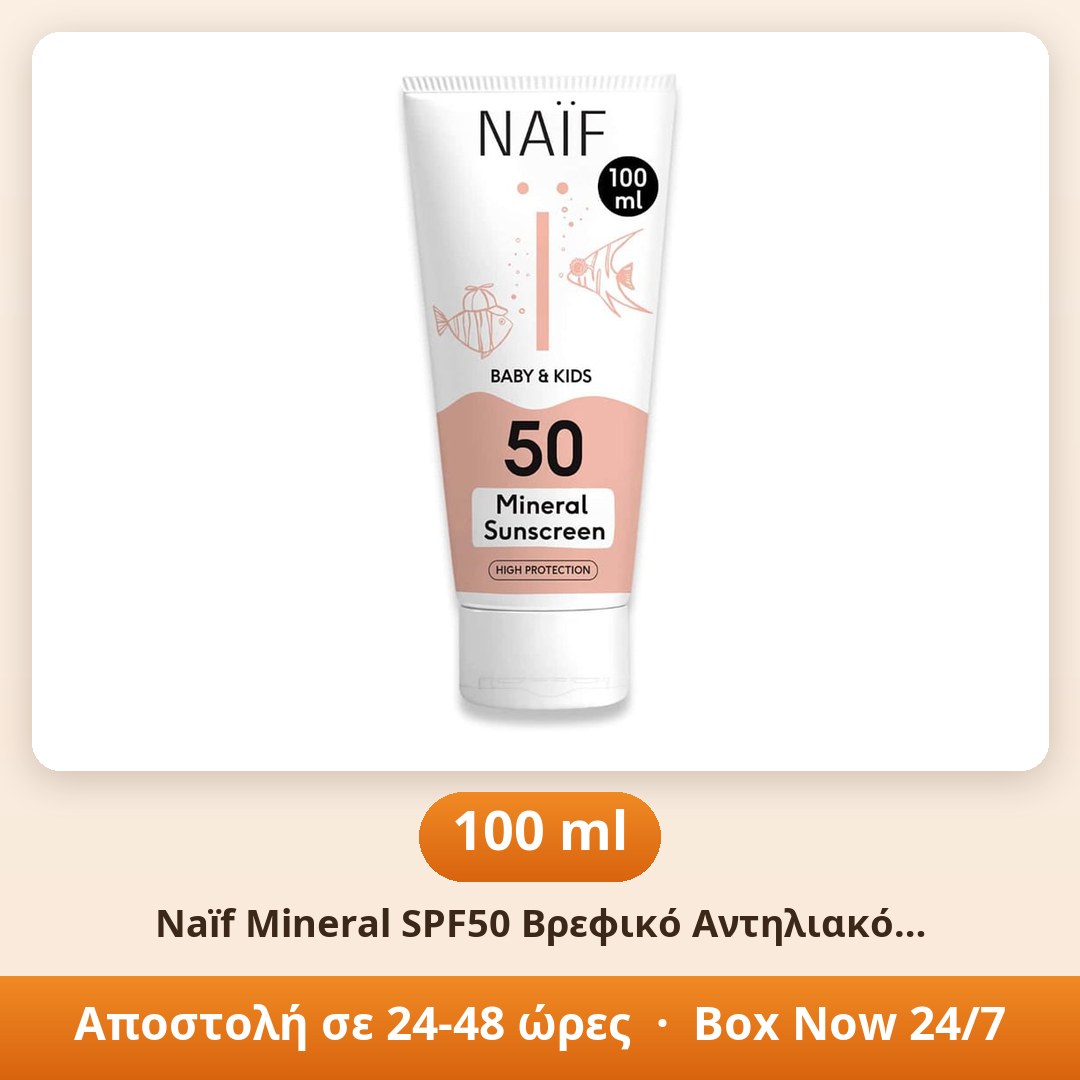 NAÏF
100
ml
BABY & KIDS
50
Mineral
Sunscreen
HIGH PROTECTION
100 ml
Naïf Mineral SPF50 Βρεφικό Αντηλιακό...
Αποστολή σε 24-48 ώρες · Box Now 24/7